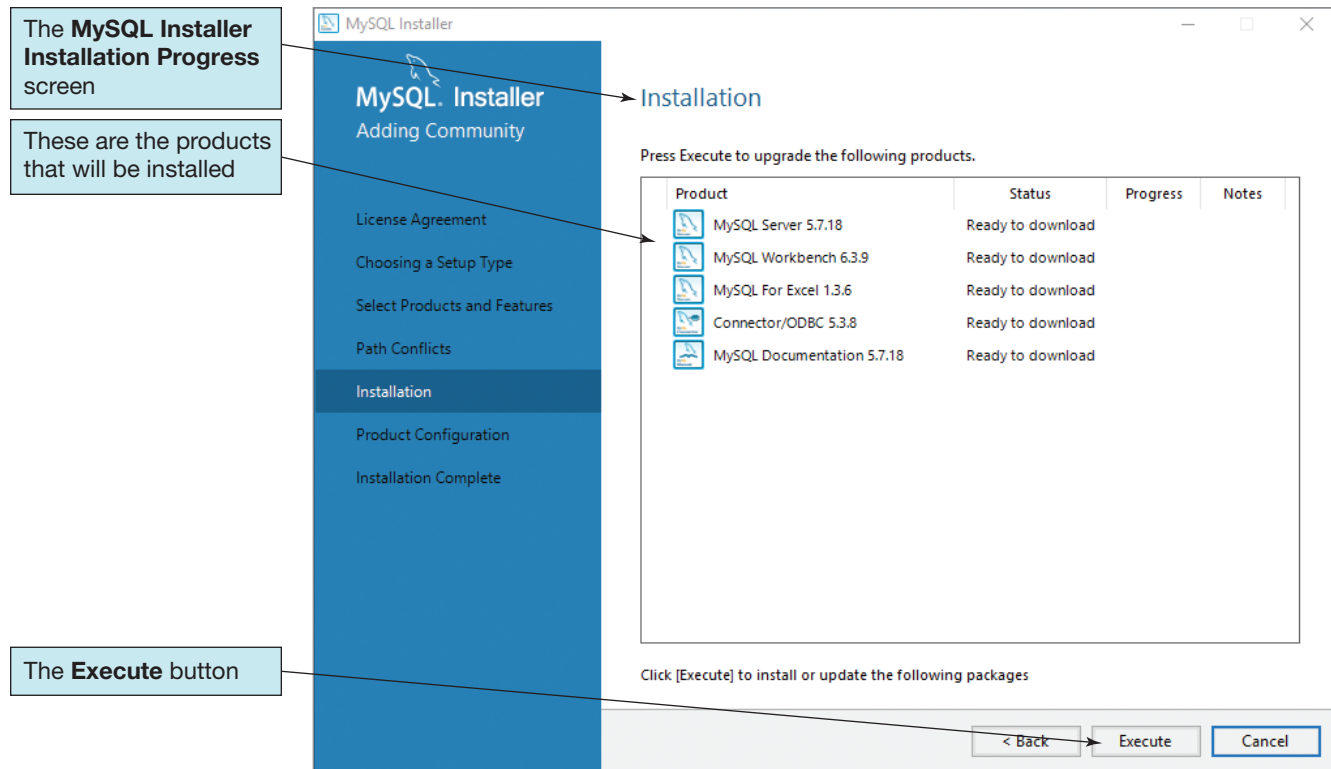 The MySQL Installer
Installation Progress
screen
These are the products
that will be installed
The Execute button
MySQL Installer
MySQL. Installer
Adding Community
License Agreement
Choosing a Setup Type
Select Products and Features
Path Conflicts
Installation
Product Configuration
Installation Complete
Installation
Press Execute to upgrade the following products.
Product Status Progress Notes
MySQL Server 5.7.18 Ready to download
MySQL Workbench 6.3.9 Ready to download
MySQL For Excel 1.3.6 Ready to download
Connector/ODBC 5.3.8 Ready to download
MySQL Documentation 5.7.18 Ready to download
Click [Execute] to install or update the following packages
< Back Execute Cancel